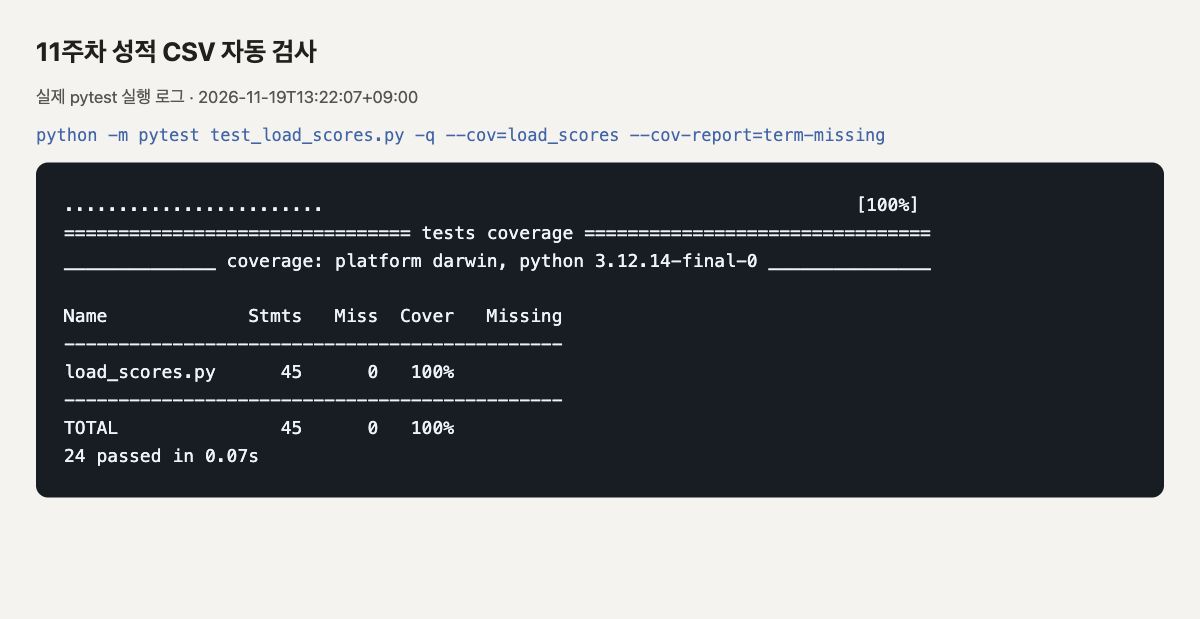 11주차 성적 CSV 자동 검사
실제 pytest 실행 로그 · 2026-11-19T13:22:07+09:00
python -m pytest test_load_scores.py -q --cov=load_scores --cov-report=term-missing
........................ [100%]
================================ tests coverage ================================
______________ coverage: platform darwin, python 3.12.14-final-0 _______________
Name Stmts Miss Cover Missing
----------------------------------------------
load_scores.py 45 0 100%
----------------------------------------------
TOTAL 45 0 100%
24 passed in 0.07s